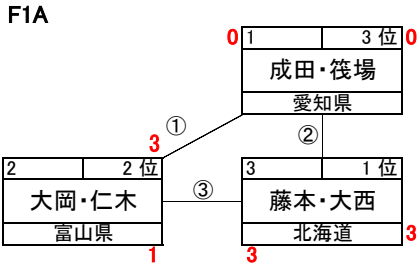 F1A
0 1 3 位 0
成田・筏場
愛知県
① ②
3
2 2 位
大岡・仁木
富山県
1
③
3 1 位
藤本・大西
北海道
3 3